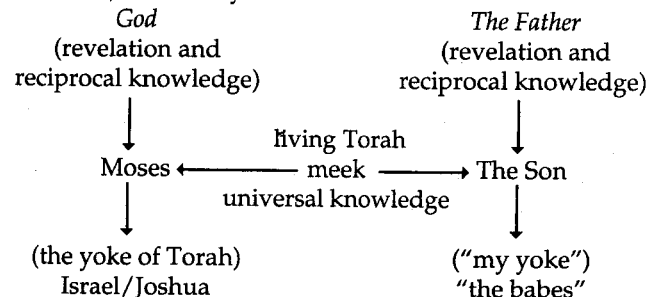 God
(revelation and
reciprocal knowledge)
The Father
(revelation and
reciprocal knowledge)
living Torah
Moses meek The Son
universal knowledge
(the yoke of Torah)
Israel/Joshua
("my yoke")
"the babes"